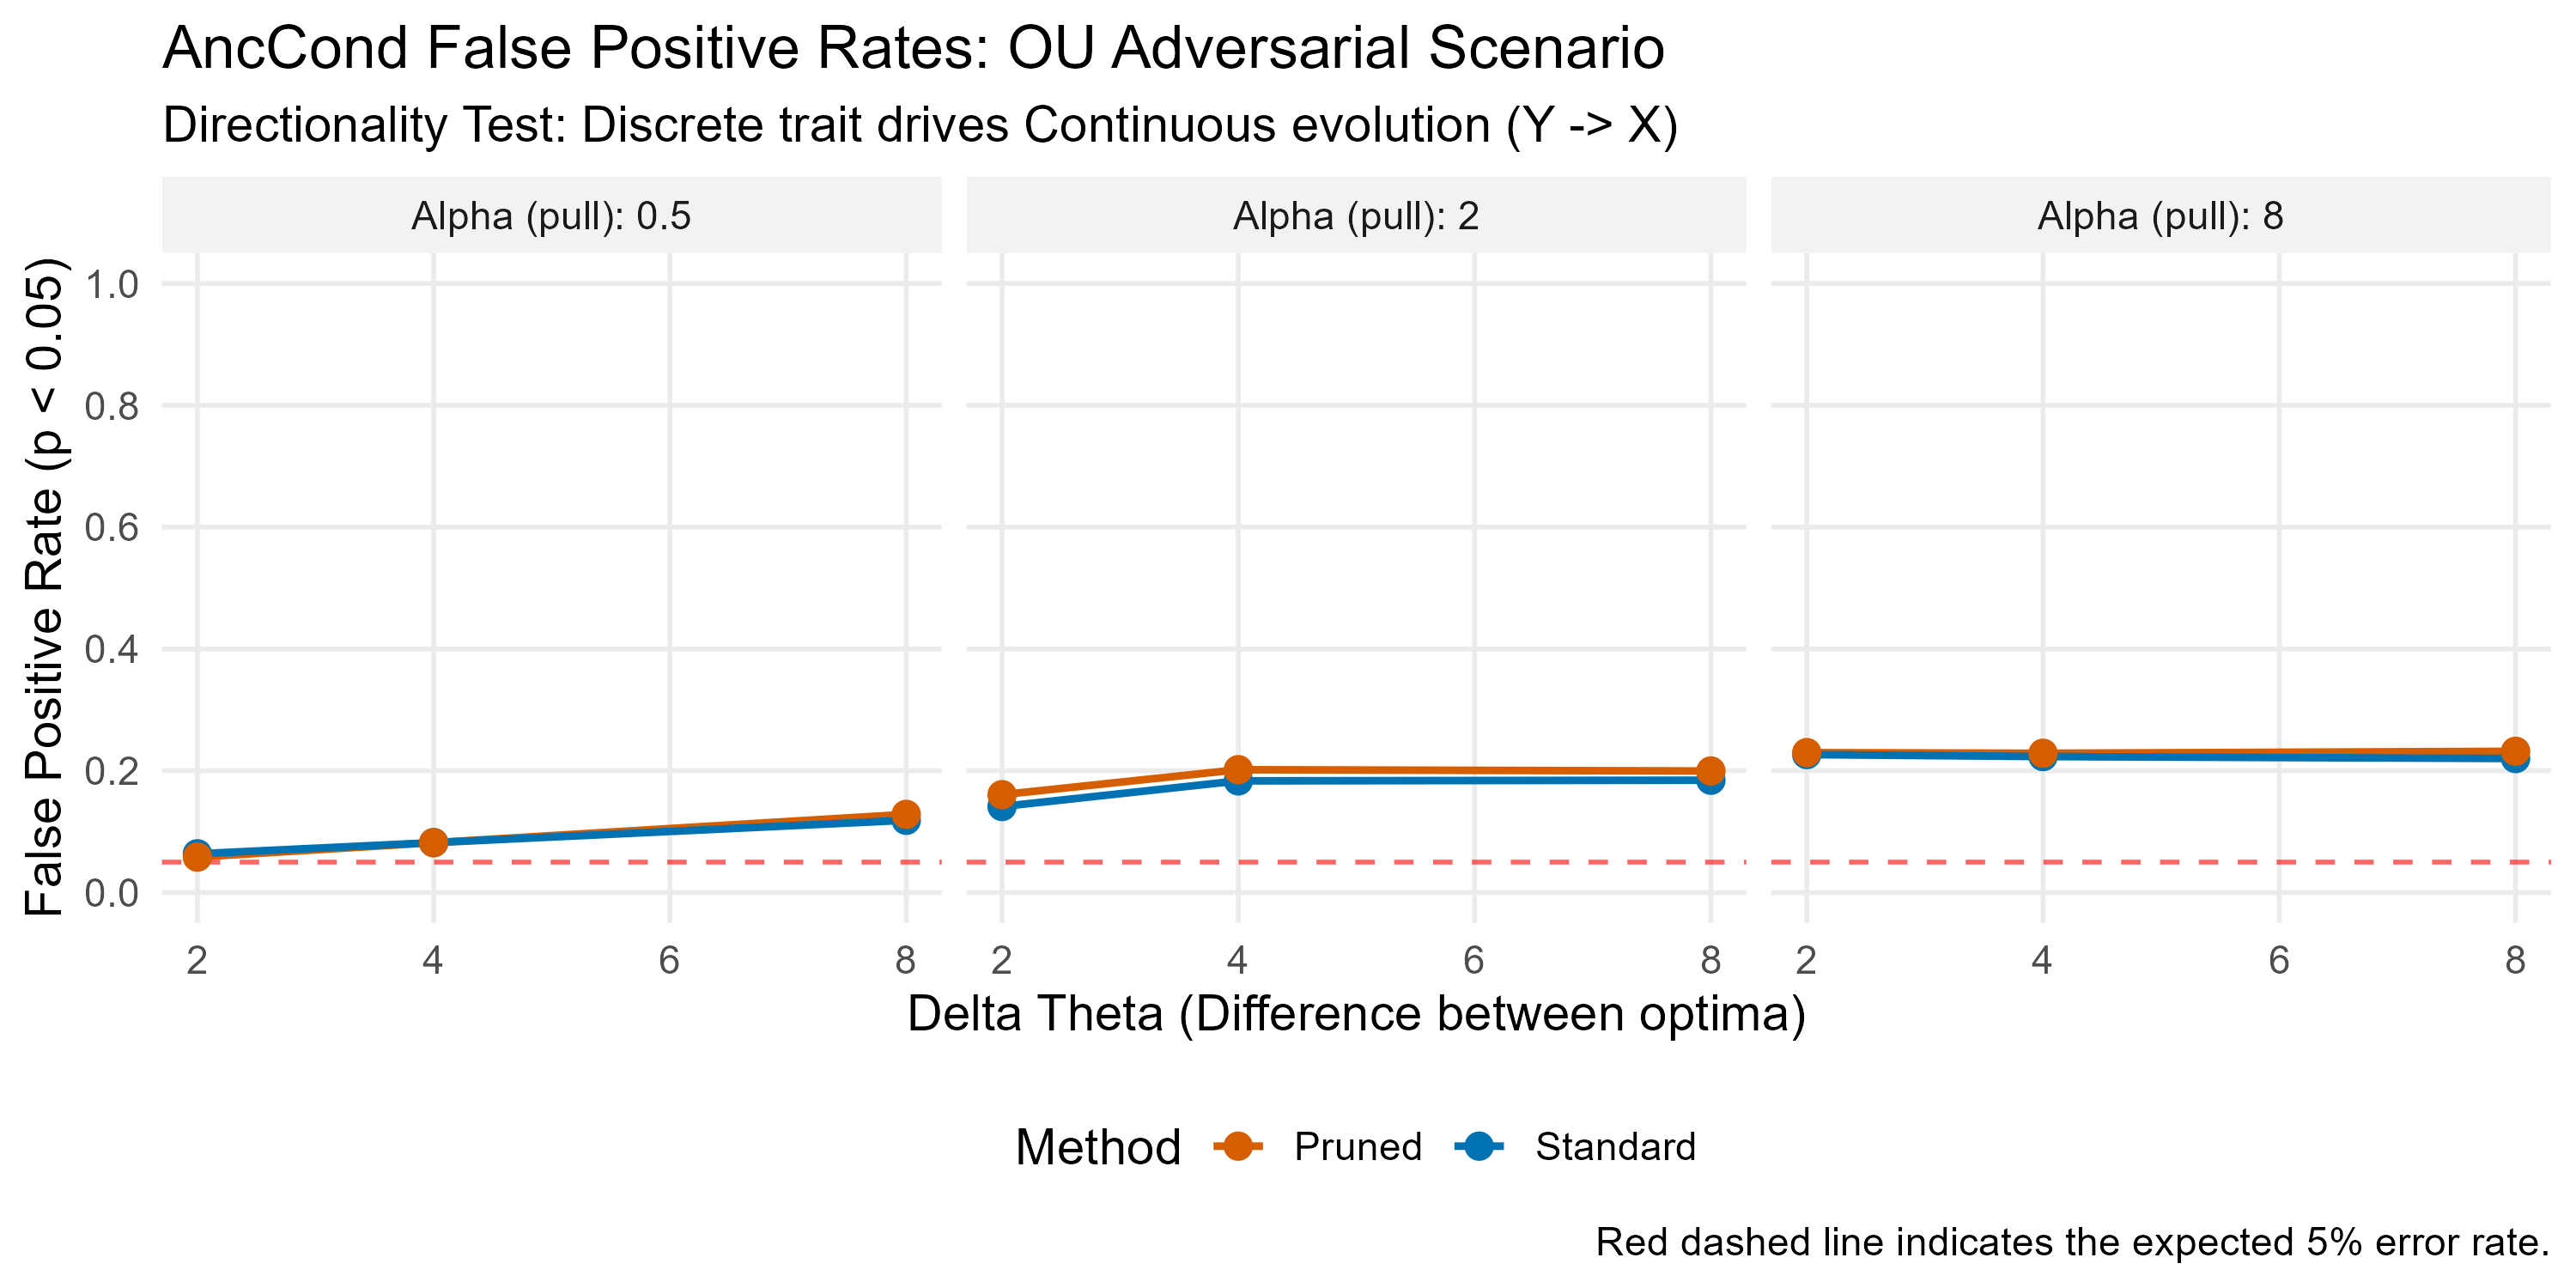 AncCond False Positive Rates: OU Adversarial Scenario
Directionality Test: Discrete trait drives Continuous evolution (Y -> X)
Alpha (pull): 0.5
Alpha (pull): 2
Alpha (pull): 8
False Positive Rate (p < 0.05)
1.0
0.8
0.6
0.4
0.2
0.0
2 4 6 8
2 4 6 8
2 4 6 8
Delta Theta (Difference between optima)
Method Pruned Standard
Red dashed line indicates the expected 5% error rate.